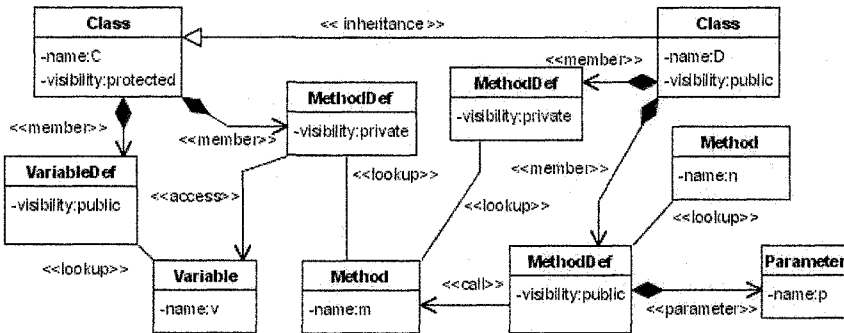 Class
-name:C
-visibility:protected
<< inheritance >>
Class
-name:D
-visibility:public
<<member>>
MethodDef
-visibility:private
MethodDef
-visibility:private
<<member>>
<<member>>
Method
-name:n
VariableDef
-visibility:public
<<access>>
<<lookup>>
<<member>>
<<lookup>>
<<lookup>>
<<lookup>>
Variable
-name:v
Method
-name:m
<<call>>
MethodDef
-visibility:public
<<parameter>>
Parameter
-name:p